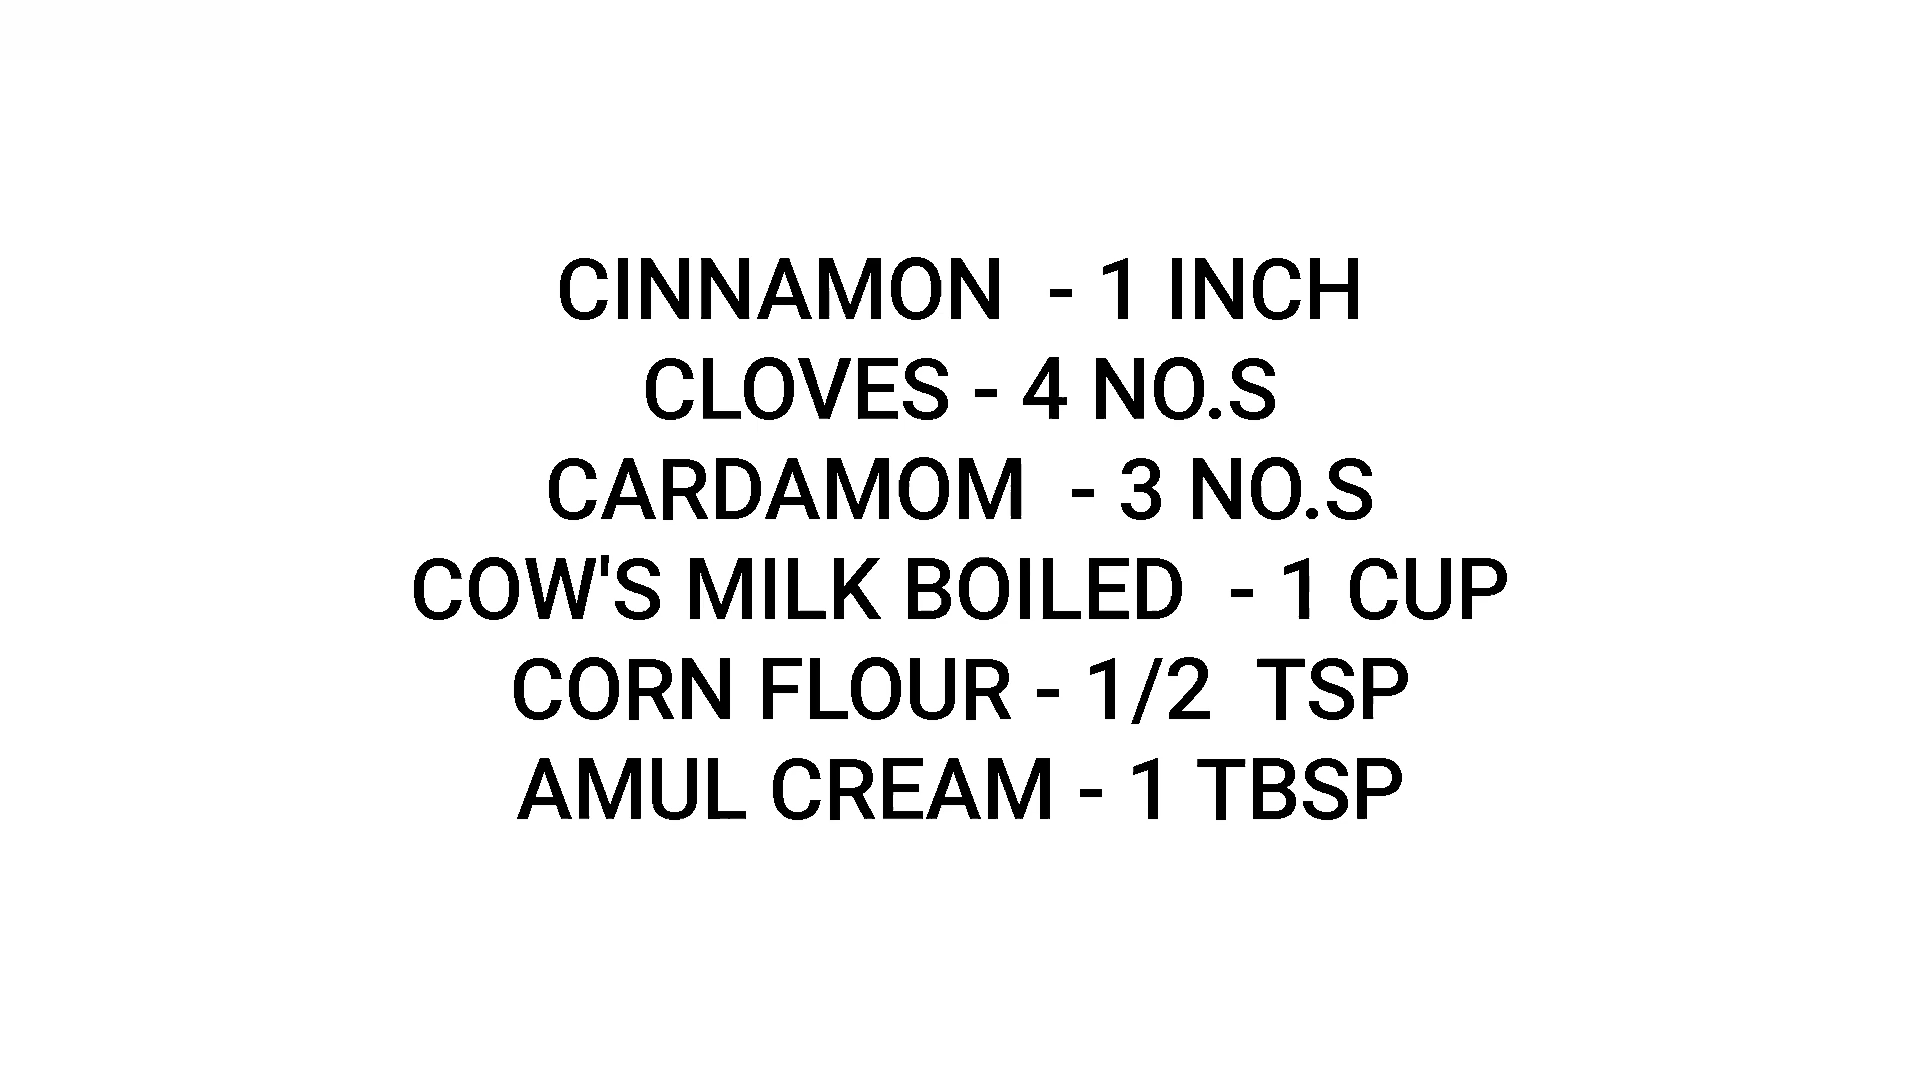 CINNAMON  - 1 INCH
CLOVES - 4 NO.S
CARDAMOM  - 3 NO.S
COW'S MILK BOILED  - 1 CUP
CORN FLOUR - 1/2  TSP
AMUL CREAM - 1 TBSP